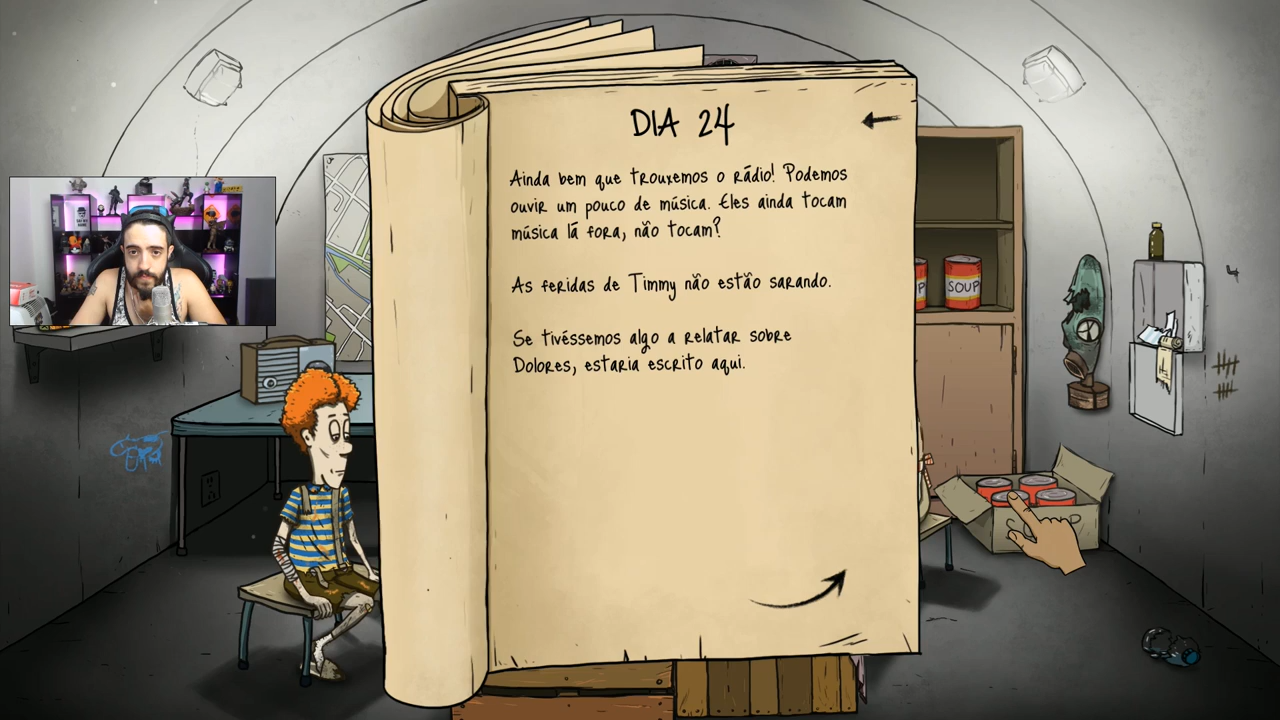 DIA 24
Ainda bem que trouxemos o rádio! Podemos
ouvir um pouco de música. Eles ainda tocam
música lá fora, não tocam?
As feridas de Timmy não estão sarando.
Se tivéssemos algo a relatar sobre
Dolores, estaria escrito aqui.
P
SOUP